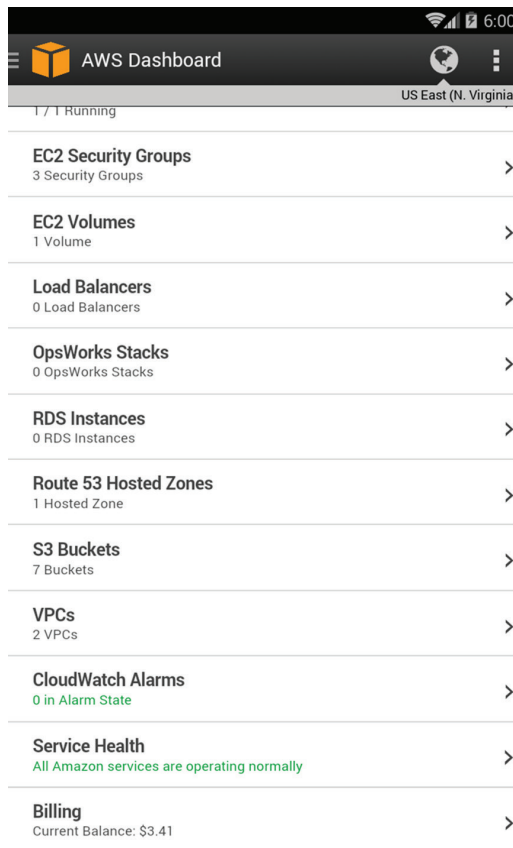 6:00
AWS Dashboard
US East (N. Virginia
1 / 1 Running
EC2 Security Groups
3 Security Groups
EC2 Volumes
1 Volume
Load Balancers
0 Load Balancers
OpsWorks Stacks
0 OpsWorks Stacks
RDS Instances
0 RDS Instances
Route 53 Hosted Zones
1 Hosted Zone
S3 Buckets
7 Buckets
VPCs
2 VPCs
CloudWatch Alarms
0 in Alarm State
Service Health
All Amazon services are operating normally
Billing
Current Balance: $3.41